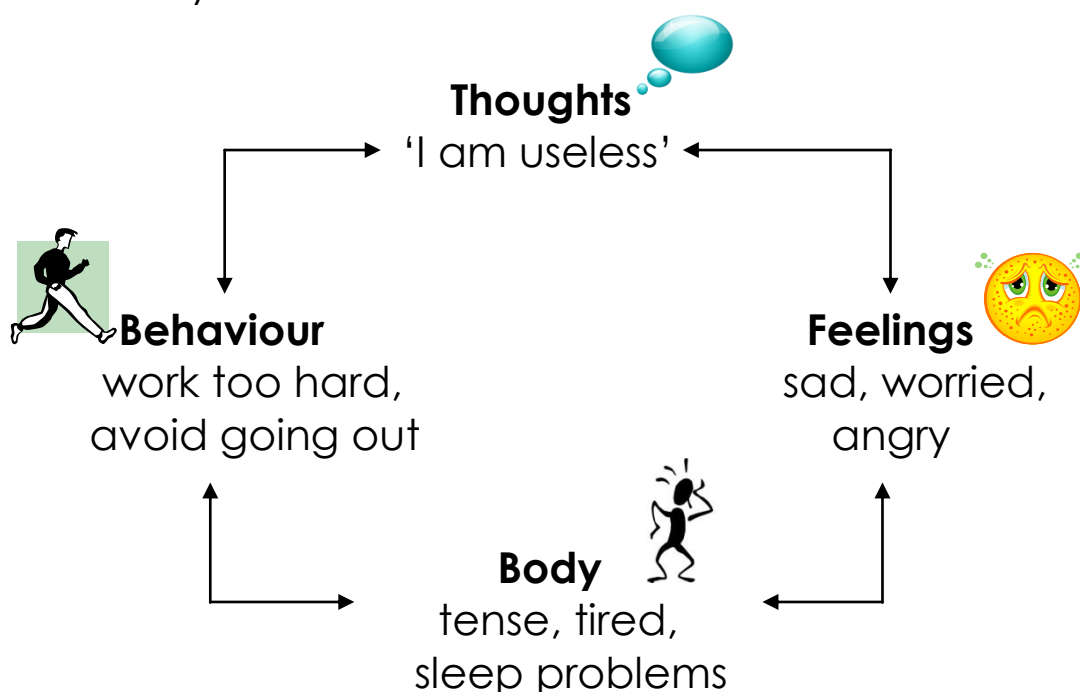 Thoughts
‘I am useless’
Behaviour
work too hard,
avoid going out
Feelings
sad, worried,
angry
Body
tense, tired,
sleep problems